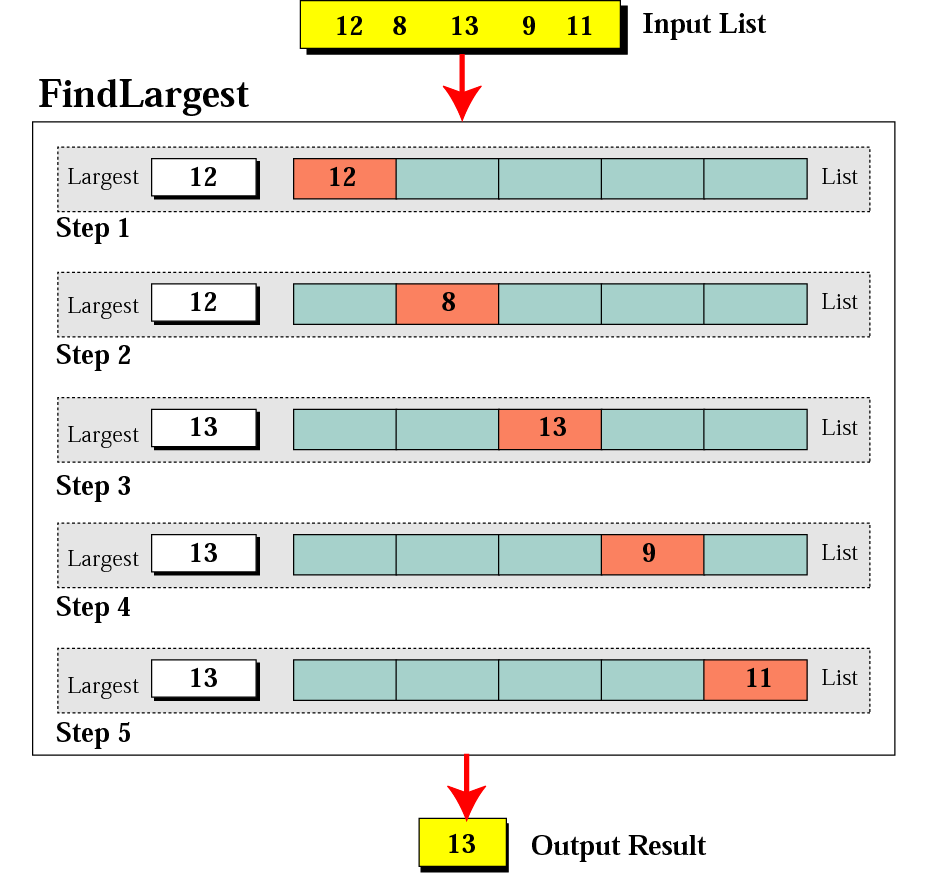 12 8 13 9 11 Input List
FindLargest
Largest 12 12 List
Step 1
Largest 12 8 List
Step 2
Largest 13 13 List
Step 3
Largest 13 9 List
Step 4
Largest 13 11 List
Step 5
13 Output Result